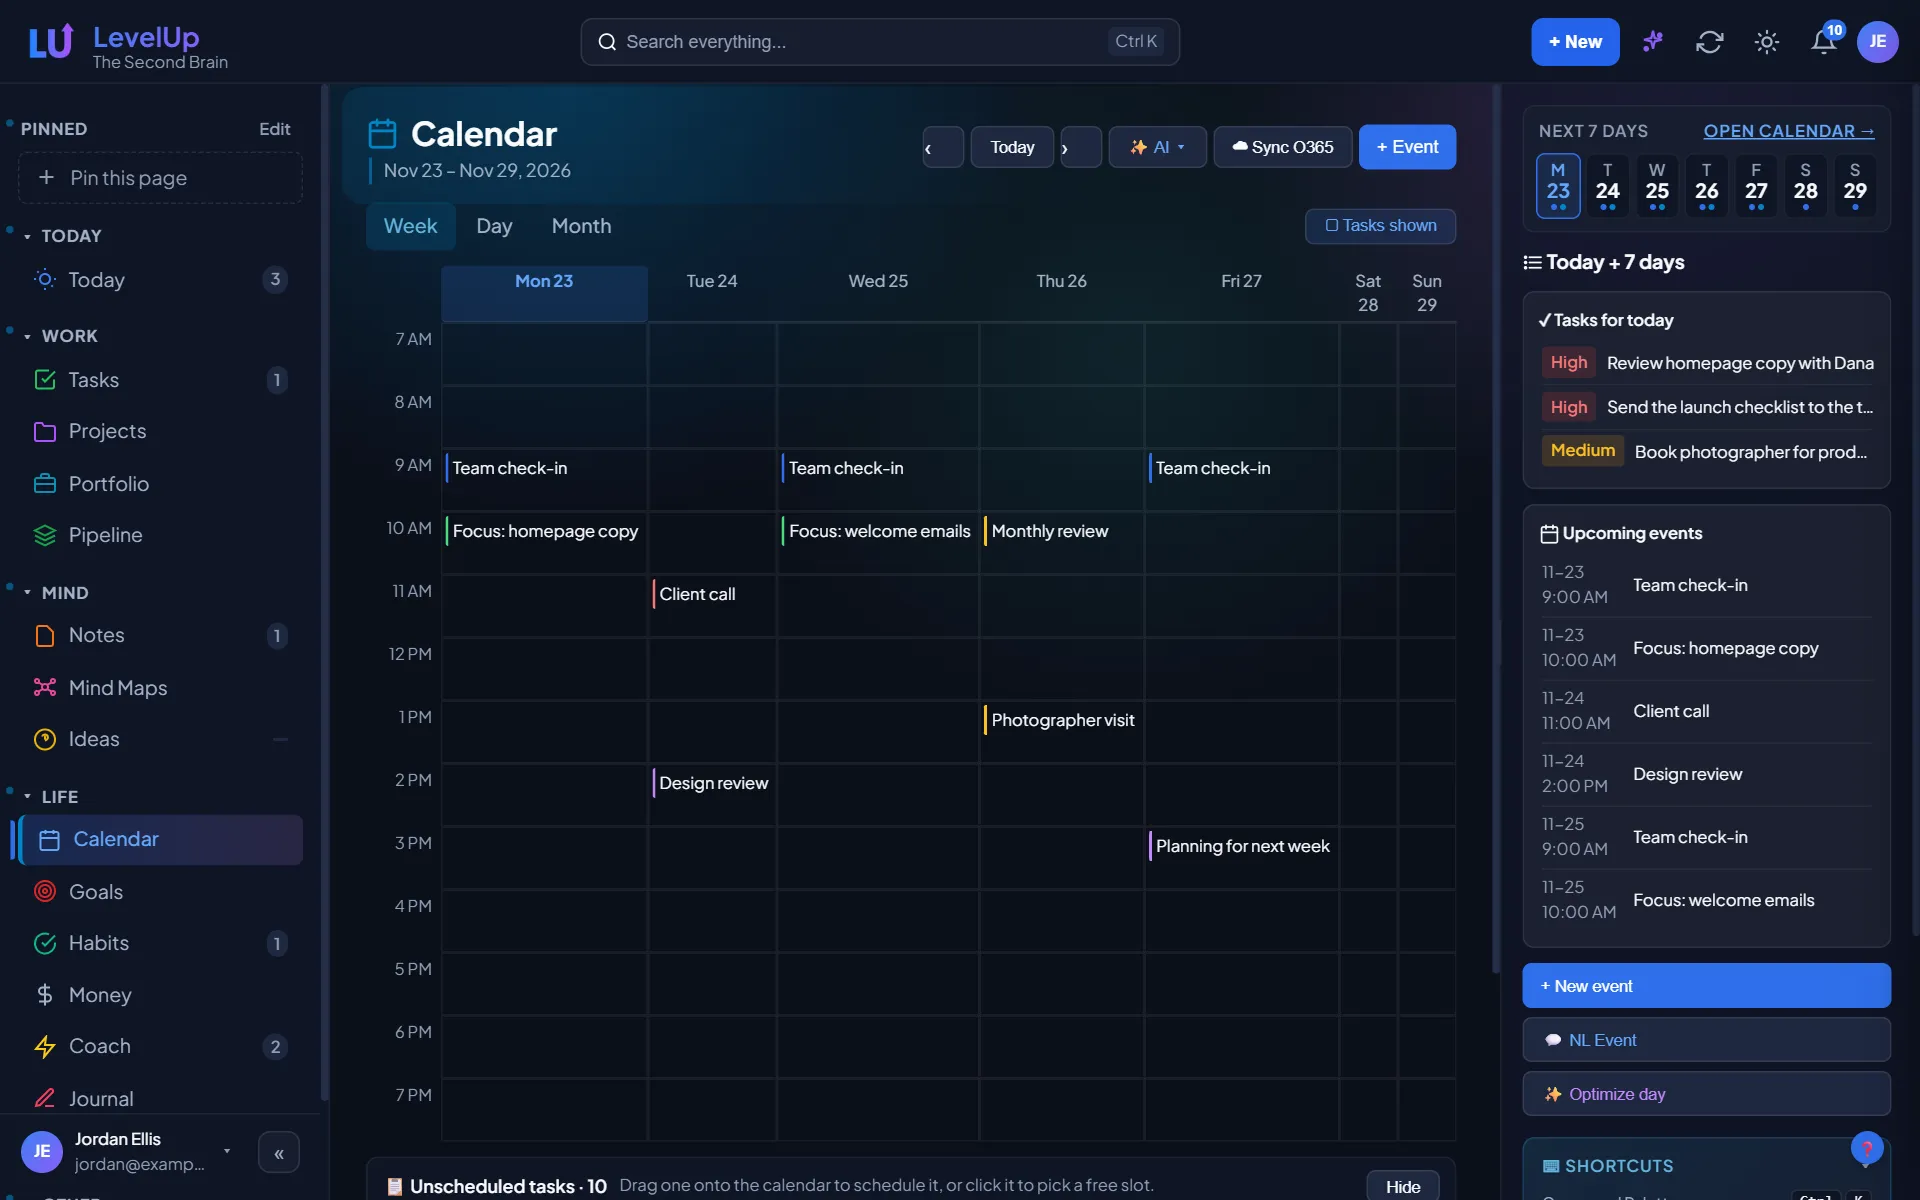 LevelUp
The Second Brain
Search everything...
Ctrl K
+ New
10
JE
PINNED
Edit
+ Pin this page
TODAY
Today
3
WORK
Tasks
1
Projects
Portfolio
Pipeline
MIND
Notes
1
Mind Maps
Ideas
LIFE
Calendar
Goals
Habits
1
Money
Coach
2
Journal
JE
Jordan Ellis
jordan@examp...
«
Calendar
Nov 23 – Nov 29, 2026
‹
Today
›
✨ AI
Sync O365
+ Event
Week
Day
Month
Tasks shown
Mon 23
Tue 24
Wed 25
Thu 26
Fri 27
Sat 28
Sun 29
7 AM
8 AM
9 AM
Team check-in
Team check-in
Team check-in
10 AM
Focus: homepage copy
Focus: welcome emails
Monthly review
11 AM
Client call
12 PM
1 PM
Photographer visit
2 PM
Design review
3 PM
Planning for next week
4 PM
5 PM
6 PM
7 PM
Unscheduled tasks · 10
Drag one onto the calendar to schedule it, or click it to pick a free slot.
Hide
NEXT 7 DAYS
OPEN CALENDAR →
M 23
T 24
W 25
T 26
F 27
S 28
S 29
Today + 7 days
✓ Tasks for today
High Review homepage copy with Dana
High Send the launch checklist to the t...
Medium Book photographer for prod...
Upcoming events
11-23 9:00 AM Team check-in
11-23 10:00 AM Focus: homepage copy
11-24 11:00 AM Client call
11-24 2:00 PM Design review
11-25 9:00 AM Team check-in
11-25 10:00 AM Focus: welcome emails
+ New event
NL Event
✨ Optimize day
?
SHORTCUTS